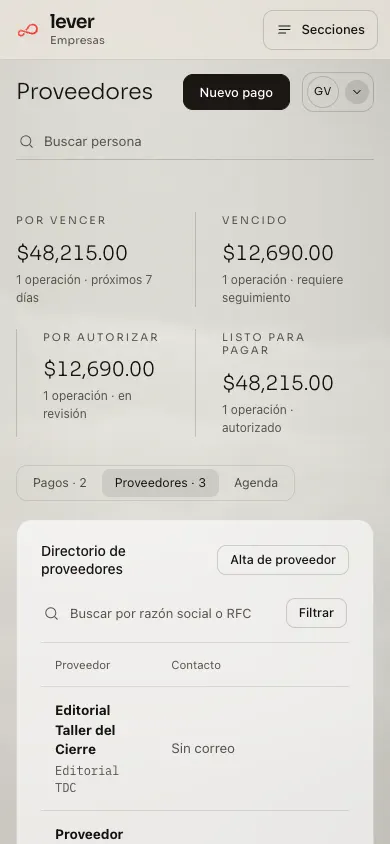 lever
Empresas
Secciones
Proveedores
Nuevo pago
GV
Buscar persona
POR VENCER
$48,215.00
1 operación · próximos 7
días
VENCIDO
$12,690.00
1 operación · requiere
seguimiento
POR AUTORIZAR
$12,690.00
1 operación · en
revisión
LISTO PARA
PAGAR
$48,215.00
1 operación ·
autorizado
Pagos · 2
Proveedores · 3
Agenda
Directorio de
proveedores
Alta de proveedor
Buscar por razón social o RFC
Filtrar
Proveedor
Contacto
Editorial
Taller del
Cierre
Editorial
TDC
Sin correo
Proveedor